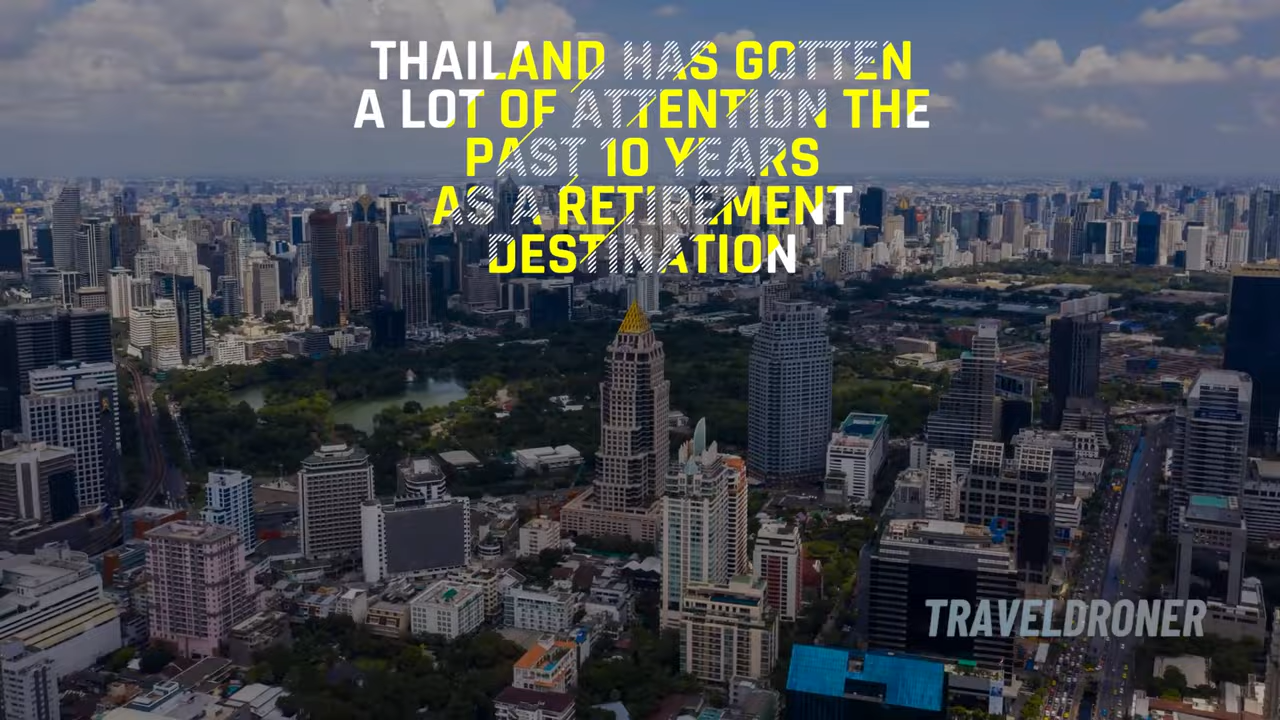 THAILAND HAS GOTTEN
A LOT OF ATTENTION THE
PAST 10 YEARS
AS A RETIREMENT
DESTINATION
TRAVELDRONER